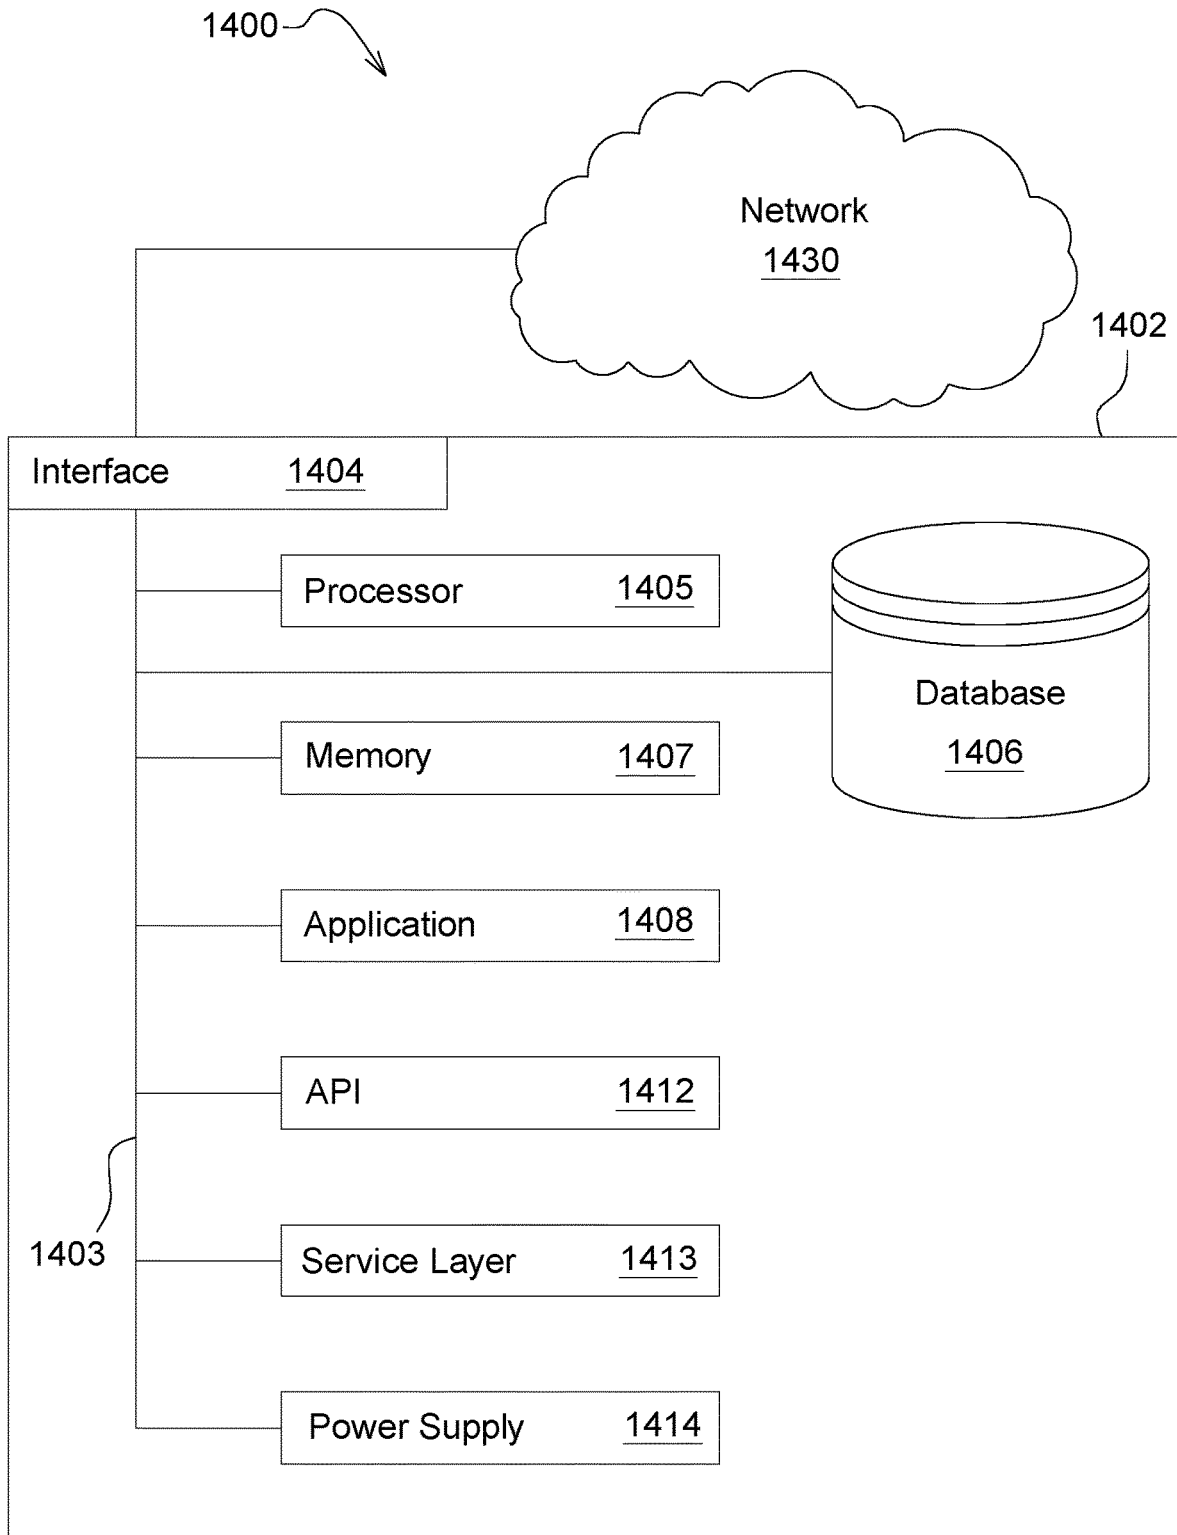 1400
Network
1430
1402
Interface 1404
Processor 1405
Database
1406
Memory 1407
Application 1408
API 1412
1403
Service Layer 1413
Power Supply 1414